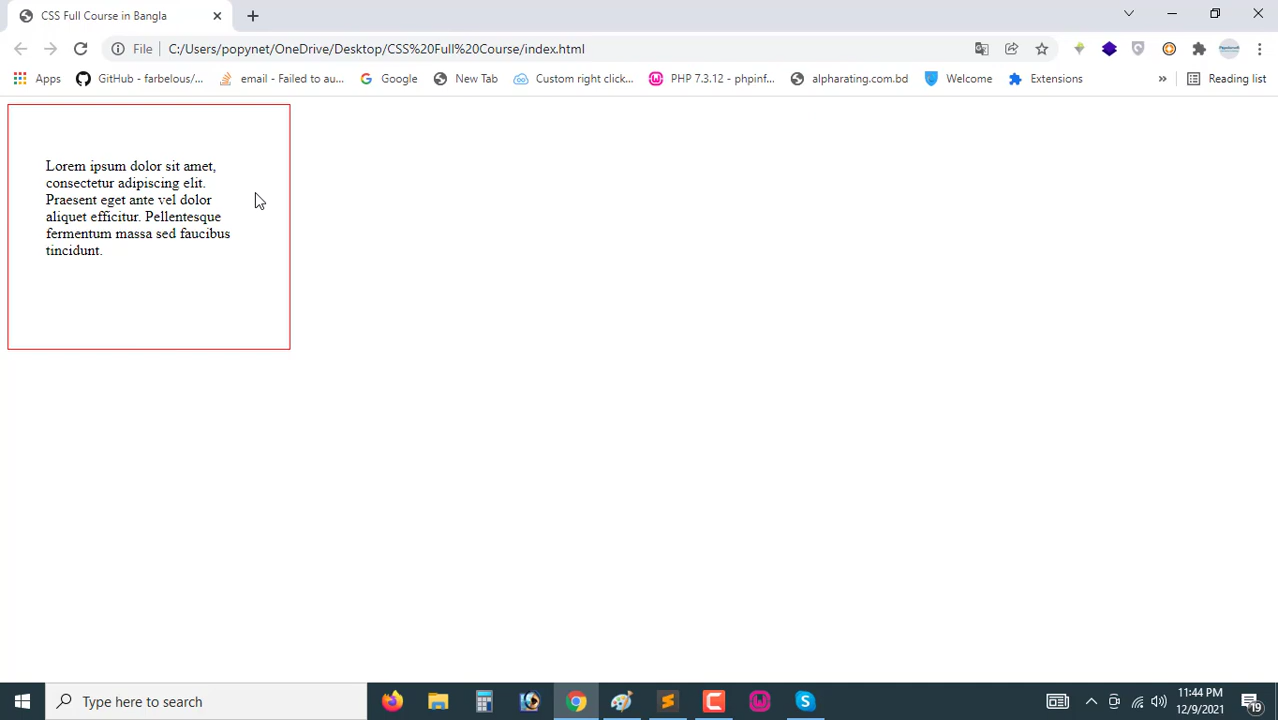 CSS Full Course in Bangla
File C:/Users/popynet/OneDrive/Desktop/CSS%20Full%20Course/index.html
Apps GitHub - farbelous/... email - Failed to au... Google New Tab Custom right click... PHP 7.3.12 - phpinf... alpharating.com.bd Welcome Extensions » Reading list
Lorem ipsum dolor sit amet,
consectetur adipiscing elit.
Praesent eget ante vel dolor
aliquet efficitur. Pellentesque
fermentum massa sed faucibus
tincidunt.
Type here to search
11:44 PM
12/9/2021
19